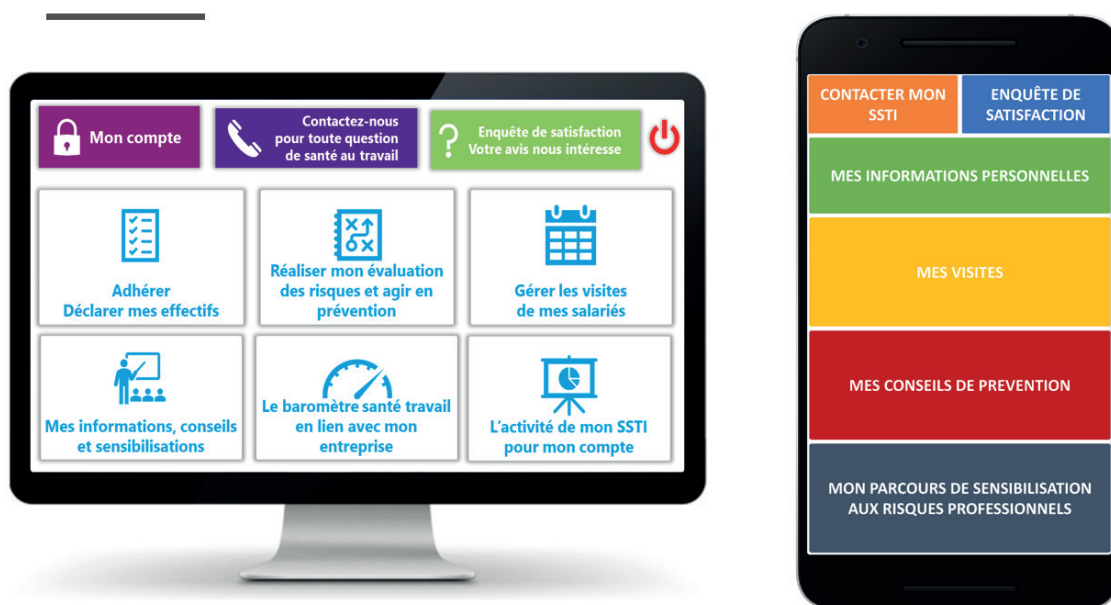 Mon compte
Contactez-nous
pour toute question
de santé au travail
Enquête de satisfaction
Votre avis nous intéresse
Adhérer
Déclarer mes effectifs
Réaliser mon évaluation
des risques et agir en
prévention
Gérer les visites
de mes salariés
Mes informations, conseils
et sensibilisations
Le baromètre santé travail
en lien avec mon
entreprise
L'activité de mon SSTI
pour mon compte
CONTACTER MON
SSTI
ENQUÊTE DE
SATISFACTION
MES INFORMATIONS PERSONNELLES
MES VISITES
MES CONSEILS DE PREVENTION
MON PARCOURS DE SENSIBILISATION
AUX RISQUES PROFESSIONNELS